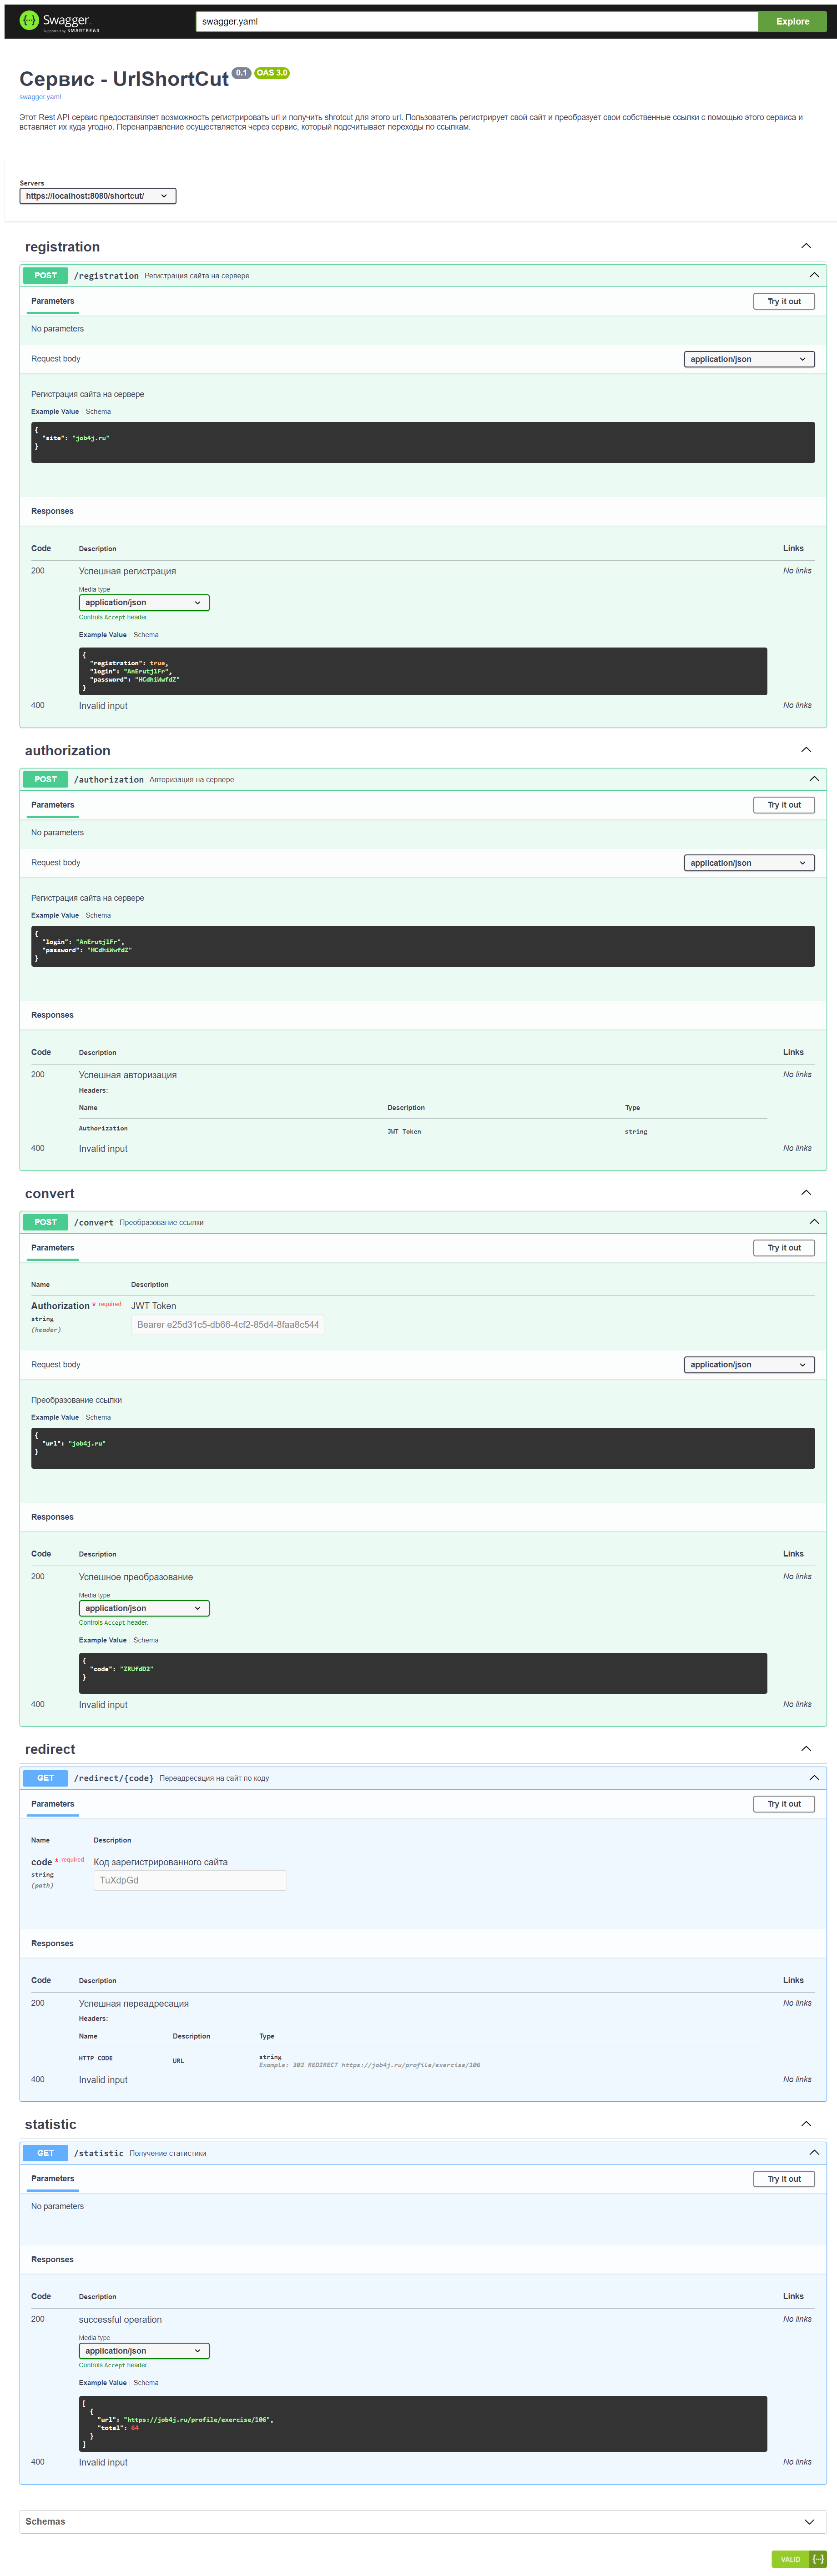 Swagger
Supported by SMARTBEAR
swagger.yaml
Explore
Сервис - UrlShortCut 0.1 OAS 3.0
swagger.yaml
Этот Rest API сервис предоставляяет возможность регистрировать url и получить shrotcut для этого url. Пользователь регистрирует свой сайт и преобразует свои собственные ссылки с помощью этого сервиса и
вставляет их куда угодно. Перенанправление осуществляется через сервис, который подсчитывает переходы по ссылкам.
Servers
https://localhost:8080/shortcut/
registration
POST /registration Регистрация сайта на сервере
Parameters Try it out
No parameters
Request body application/json
Регистрация сайта на сервере
Example Value Schema
{
"site": "job4j.ru"
}
Responses
Code Description Links
200 Успешная регистрация No links
Media type
application/json
Controls Accept header.
Example Value Schema
{
"registration": true,
"login": "AnErutjlFr",
"password": "HCdhiWwfdZ"
}
400 Invalid input No links
authorization
POST /authorization Авторизация на сервере
Parameters Try it out
No parameters
Request body application/json
Регистрация сайта на сервере
Example Value Schema
{
"login": "AnErutjlFr",
"password": "HCdhiWwfdZ"
}
Responses
Code Description Links
200 Успешная авторизация No links
Headers:
Name Description Type
Authorization JWT Token string
400 Invalid input No links
convert
POST /convert Преобразование ссылки
Parameters Try it out
Name Description
Authorization * required JWT Token
string
(header)
Bearer e25d31c5-db66-4cf2-85d4-8faa8c544
Request body application/json
Преобразование ссылки
Example Value Schema
{
"url": "job4j.ru"
}
Responses
Code Description Links
200 Успешное преобразование No links
Media type
application/json
Controls Accept header.
Example Value Schema
{
"code": "ZRUfdD2"
}
400 Invalid input No links
redirect
GET /redirect/{code} Переадресация на сайт по коду
Parameters Try it out
Name Description
code * required Код зарегистрированного сайта
string
(path)
TuXdpGd
Responses
Code Description Links
200 Успешная переадресация No links
Headers:
Name Description Type
HTTP CODE URL string
Example: 302 REDIRECT https://job4j.ru/profile/exercise/106
400 Invalid input No links
statistic
GET /statistic Получение статистики
Parameters Try it out
No parameters
Responses
Code Description Links
200 successful operation No links
Media type
application/json
Controls Accept header.
Example Value Schema
[
{
"url": "https://job4j.ru/profile/exercise/106",
"total": 64
}
]
400 Invalid input No links
Schemas
VALID {···}